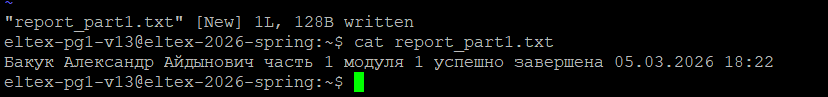 ~
"report_part1.txt" [New] 1L, 128B written
eltex-pg1-v13@eltex-2026-spring:~$ cat report_part1.txt
Бакук Александр Айдынович часть 1 модуля 1 успешно завершена 05.03.2026 18:22
eltex-pg1-v13@eltex-2026-spring:~$